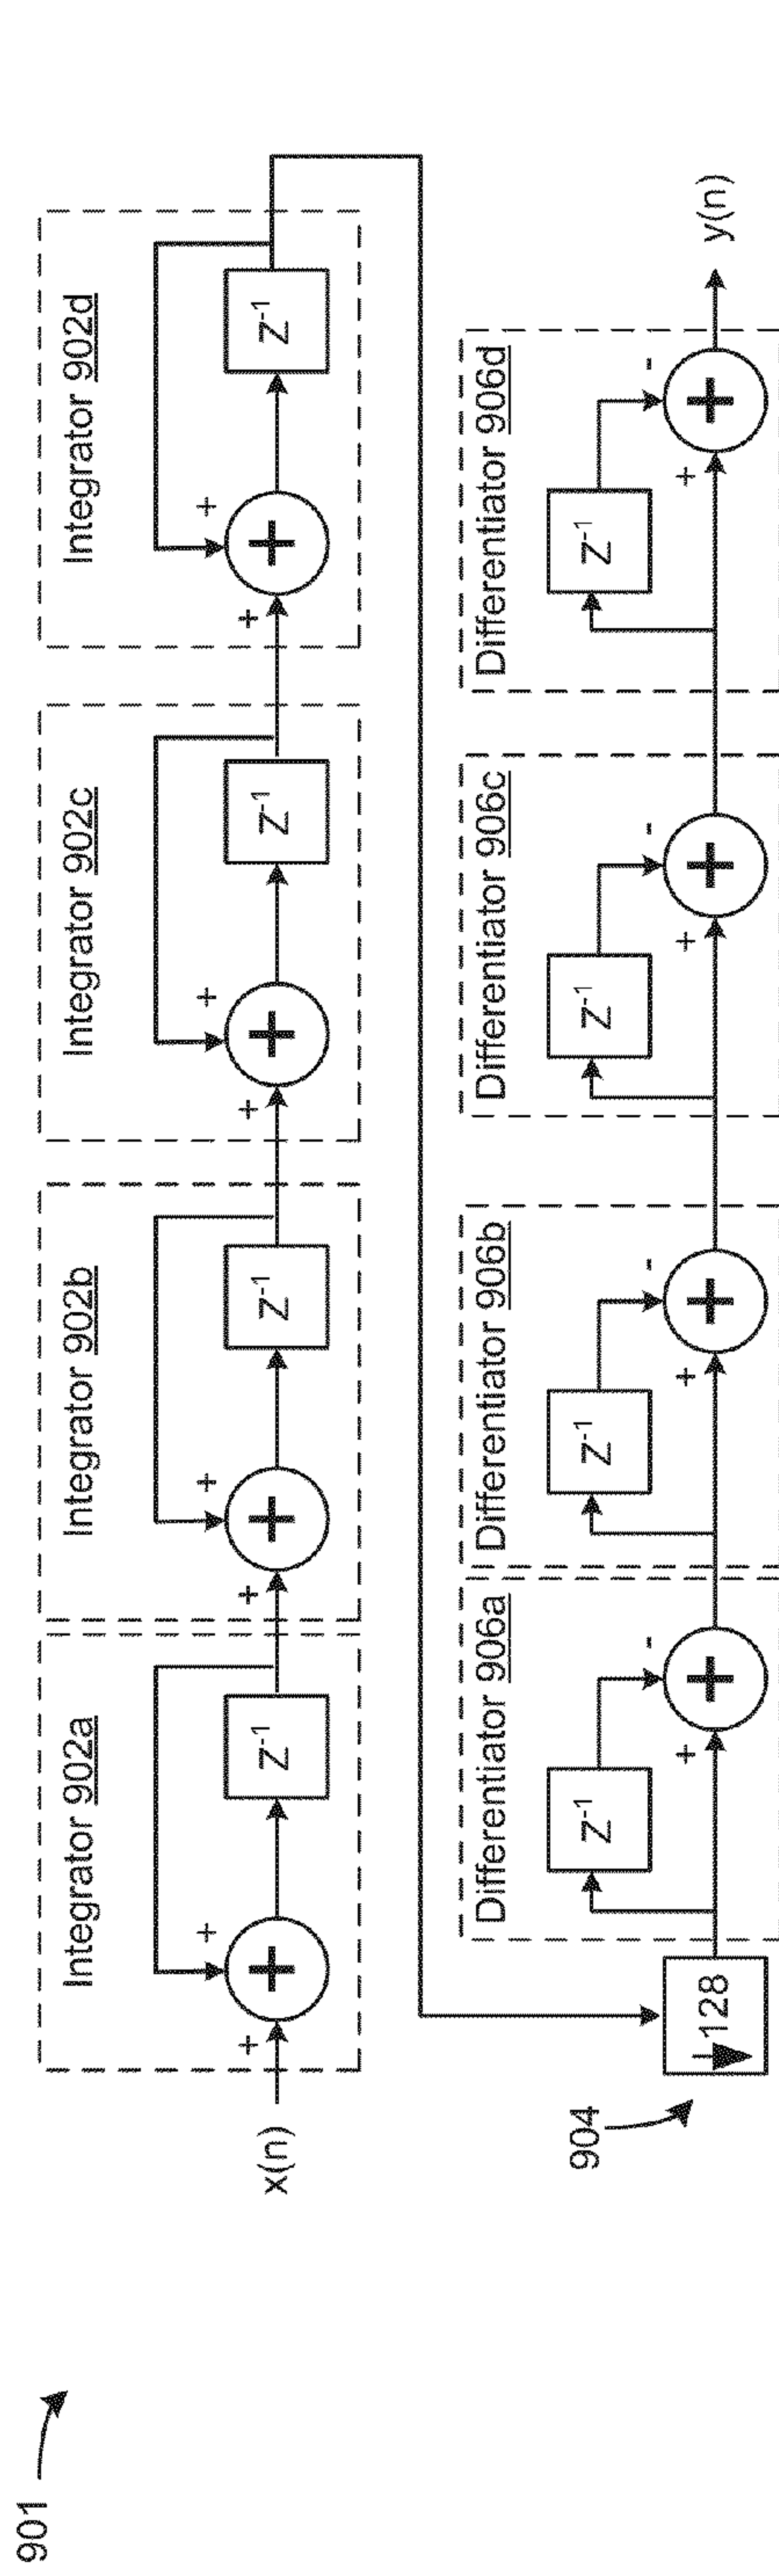 901
Integrator 902a
Integrator 902b
Integrator 902c
Integrator 902d
x(n)
+
+
+
Z-1
+
+
+
Z-1
+
+
+
Z-1
+
+
+
Z-1
904
↓128
Differentiator 906a
Differentiator 906b
Differentiator 906c
Differentiator 906d
Z-1
+
-
+
Z-1
+
-
+
Z-1
+
-
+
Z-1
+
-
+
y(n)